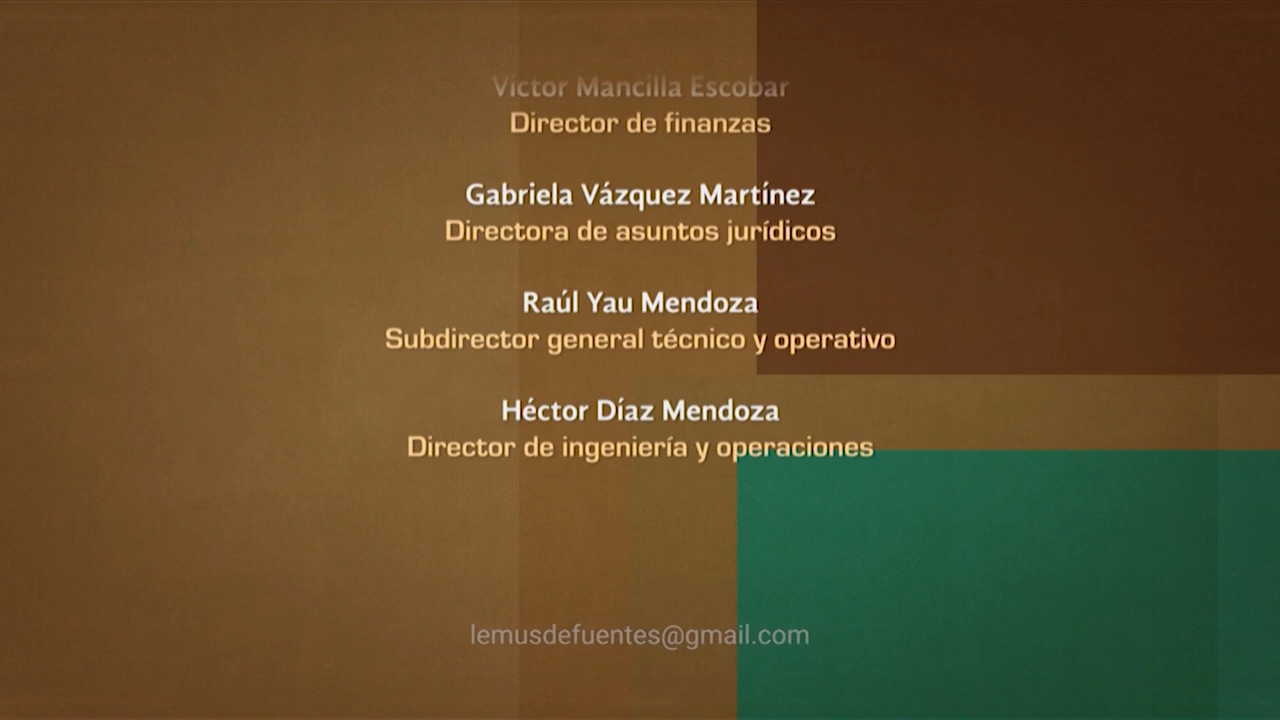 Víctor Mancilla Escobar
Director de finanzas
Gabriela Vázquez Martínez
Directora de asuntos jurídicos
Raúl Yau Mendoza
Subdirector general técnico y operativo
Héctor Díaz Mendoza
Director de ingeniería y operaciones
lemusdefuentes@gmail.com